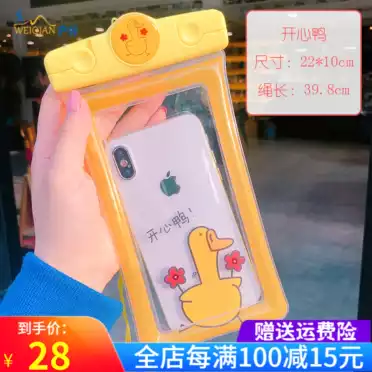 WEIQIAN
开心鸭
尺寸: 22*10cm
绳长: 39.8cm
开心鸭!
到手价:
¥28
赠送运费险
全店每满100减15元